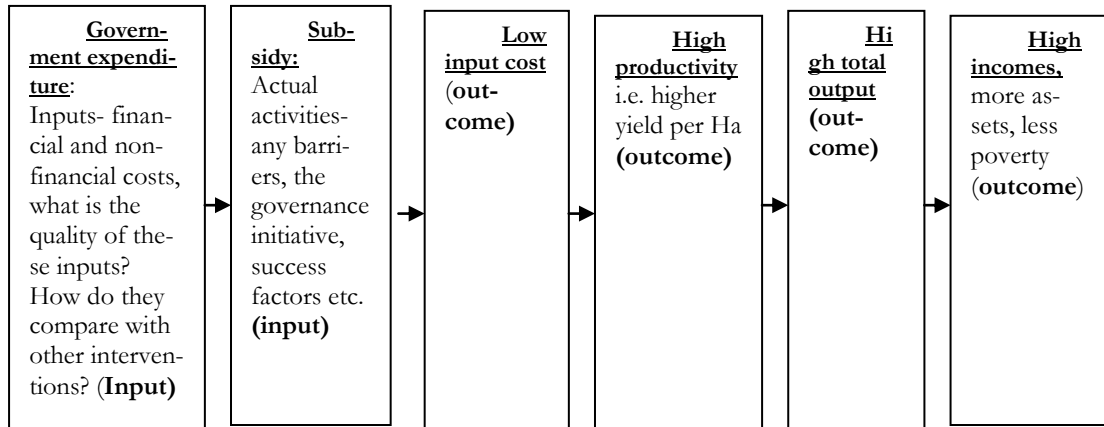 Govern-
ment expendi-
ture:
Inputs- finan-
cial and non-
financial costs,
what is the
quality of the-
se inputs?
How do they
compare with
other interven-
tions? (Input)
Sub-
sidy:
Actual
activities-
any barri-
ers, the
governance
initiative,
success
factors etc.
(input)
Low
input cost
(out-
come)
High
productivity
i.e. higher
yield per Ha
(outcome)
Hi
gh total
output
(out-
come)
High
incomes,
more as-
sets, less
poverty
(outcome)